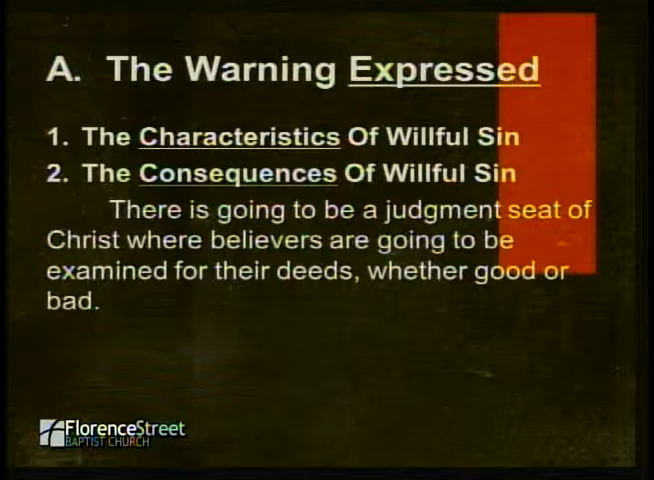 A. The Warning Expressed
1. The Characteristics Of Willful Sin
2. The Consequences Of Willful Sin
There is going to be a judgment seat of
Christ where believers are going to be
examined for their deeds, whether good or
bad.
FlorenceStreet
BAPTIST CHURCH